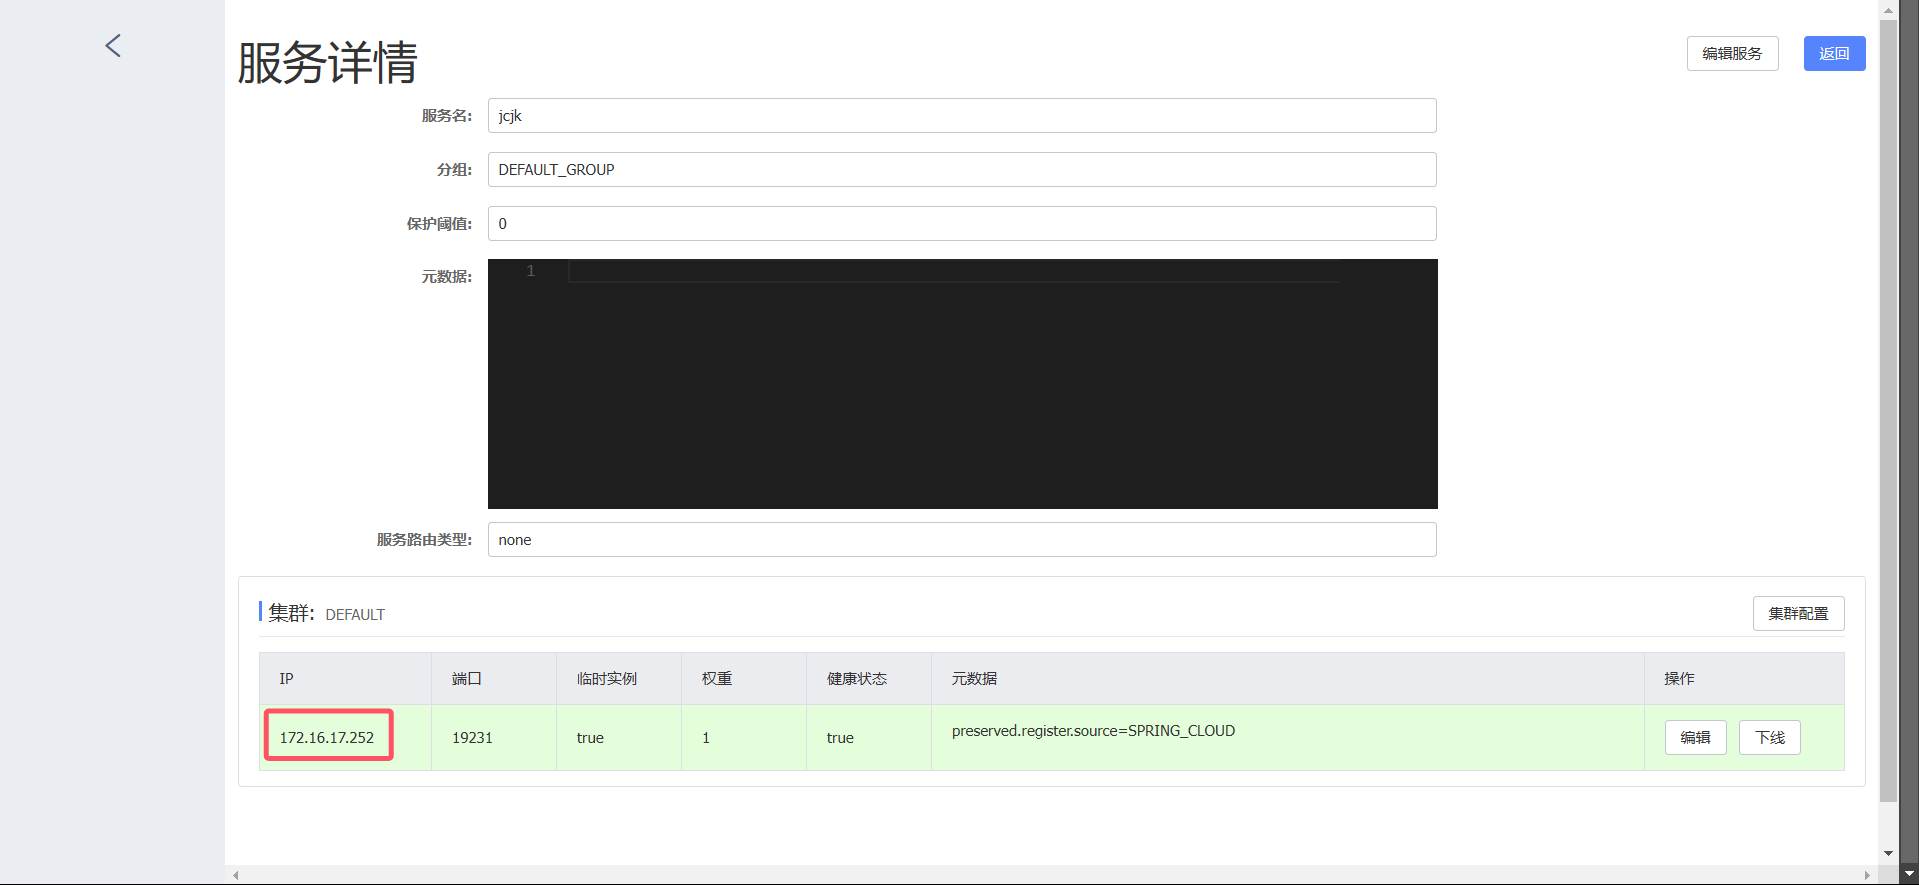 服务详情
编辑服务
返回
服务名: jcjk
分组: DEFAULT_GROUP
保护阈值: 0
元数据:
1
服务路由类型: none
集群: DEFAULT
集群配置
IP 端口 临时实例 权重 健康状态 元数据 操作
172.16.17.252 19231 true 1 true preserved.register.source=SPRING_CLOUD 编辑 下线